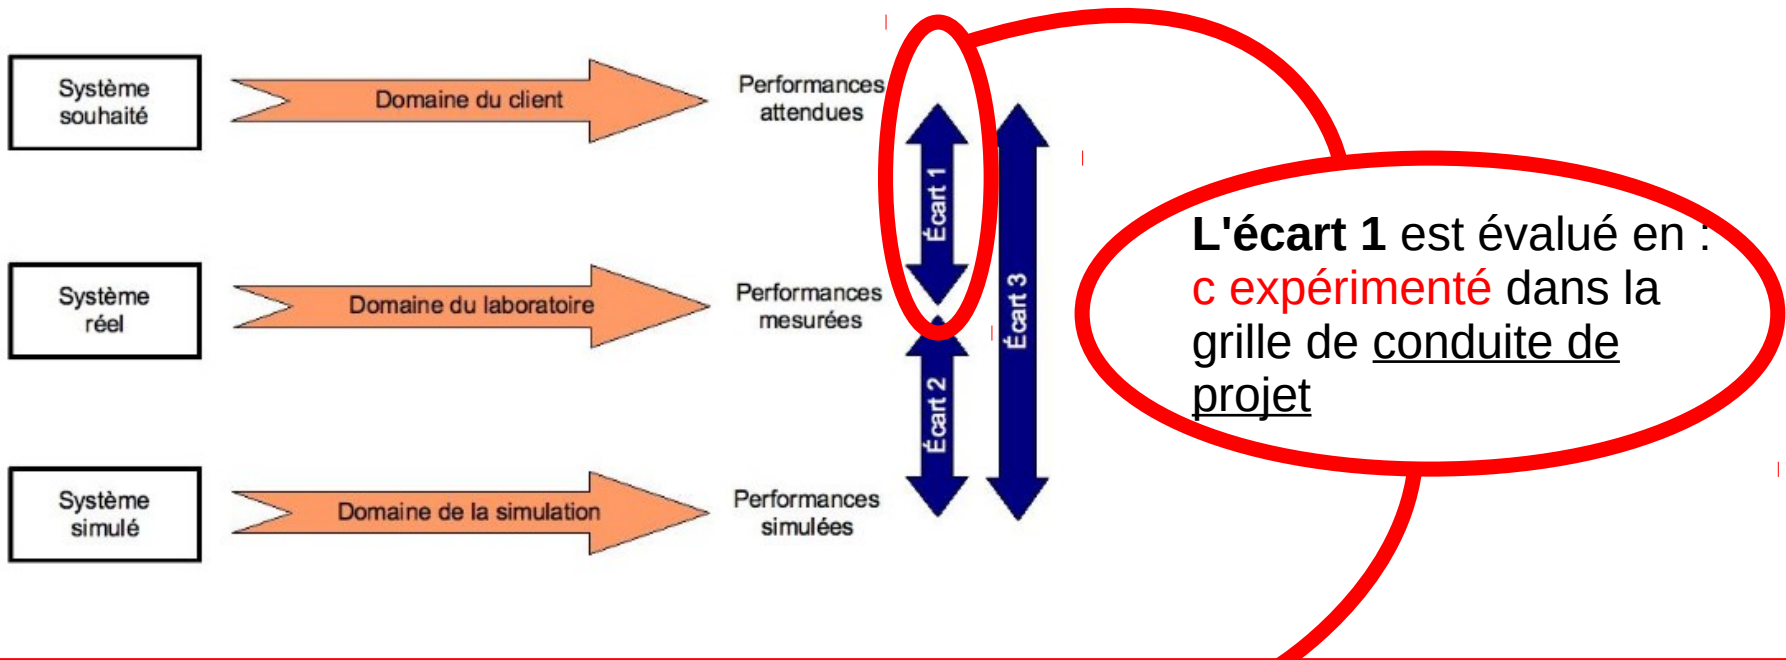 Système
souhaité
Domaine du client
Performances
attendues
Écart 1
Système
réel
Domaine du laboratoire
Performances
mesurées
Écart 2
Écart 3
Système
simulé
Domaine de la simulation
Performances
simulées
L'écart 1 est évalué en :
c expérimenté dans la
grille de conduite de
projet